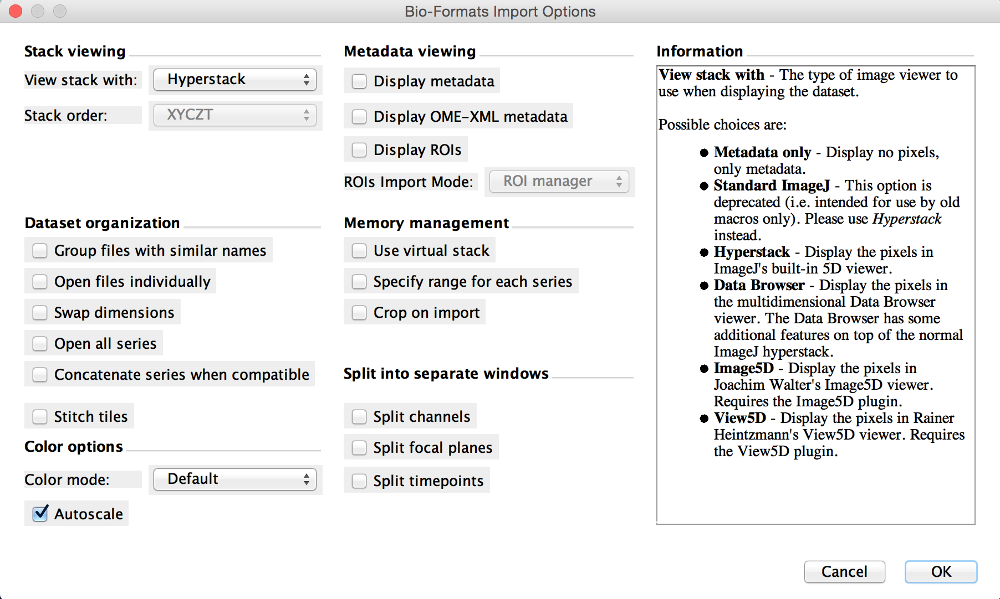 Bio-Formats Import Options
Stack viewing
View stack with:
Hyperstack
Stack order:
XYCZT
Dataset organization
Group files with similar names
Open files individually
Swap dimensions
Open all series
Concatenate series when compatible
Stitch tiles
Color options
Color mode:
Default
Autoscale
Metadata viewing
Display metadata
Display OME-XML metadata
Display ROIs
ROIs Import Mode:
ROI manager
Memory management
Use virtual stack
Specify range for each series
Crop on import
Split into separate windows
Split channels
Split focal planes
Split timepoints
Information
View stack with - The type of image viewer to
use when displaying the dataset.
Possible choices are:
Metadata only - Display no pixels,
only metadata.
Standard ImageJ - This option is
deprecated (i.e. intended for use by old
macros only). Please use Hyperstack
instead.
Hyperstack - Display the pixels in
ImageJ's built-in 5D viewer.
Data Browser - Display the pixels in
the multidimensional Data Browser
viewer. The Data Browser has some
additional features on top of the normal
ImageJ hyperstack.
Image5D - Display the pixels in
Joachim Walter's Image5D viewer.
Requires the Image5D plugin.
View5D - Display the pixels in Rainer
Heintzmann's View5D viewer. Requires
the View5D plugin.
Cancel
OK